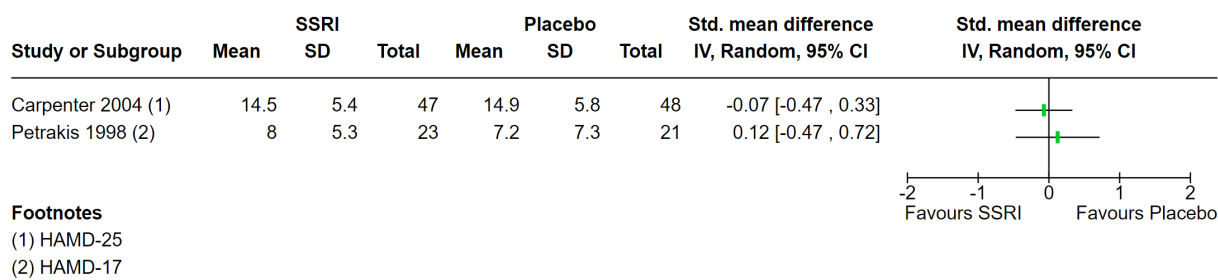 SSRI Placebo Std. mean difference Std. mean difference
Study or Subgroup Mean SD Total Mean SD Total IV, Random, 95% CI IV, Random, 95% CI
Carpenter 2004 (1) 14.5 5.4 47 14.9 5.8 48 -0.07 [-0.47 , 0.33]
Petrakis 1998 (2) 8 5.3 23 7.2 7.3 21 0.12 [-0.47 , 0.72]
-2 -1 0 1 2
Favours SSRI Favours Placebo
Footnotes
(1) HAMD-25
(2) HAMD-17